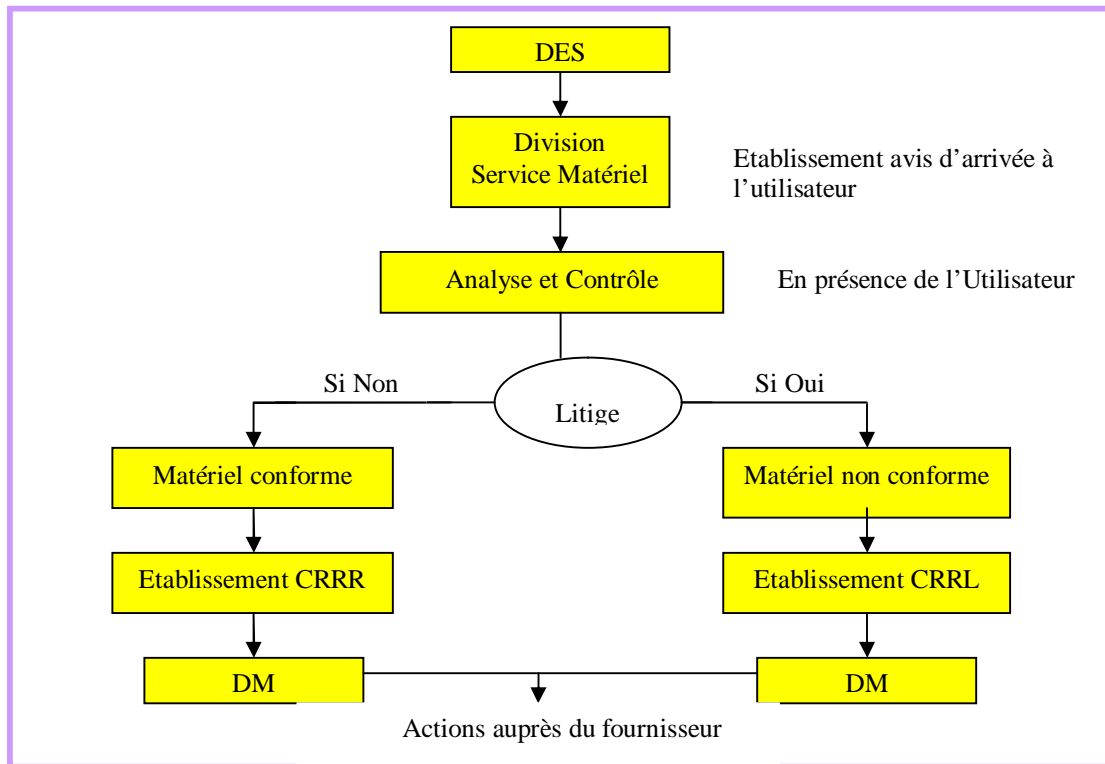 DES
Division
Service Matériel
Etablissement avis d’arrivée à
l’utilisateur
Analyse et Contrôle
En présence de l’Utilisateur
Si Non
Si Oui
Litige
Matériel conforme
Matériel non conforme
Etablissement CRRR
Etablissement CRRL
DM
DM
Actions auprès du fournisseur